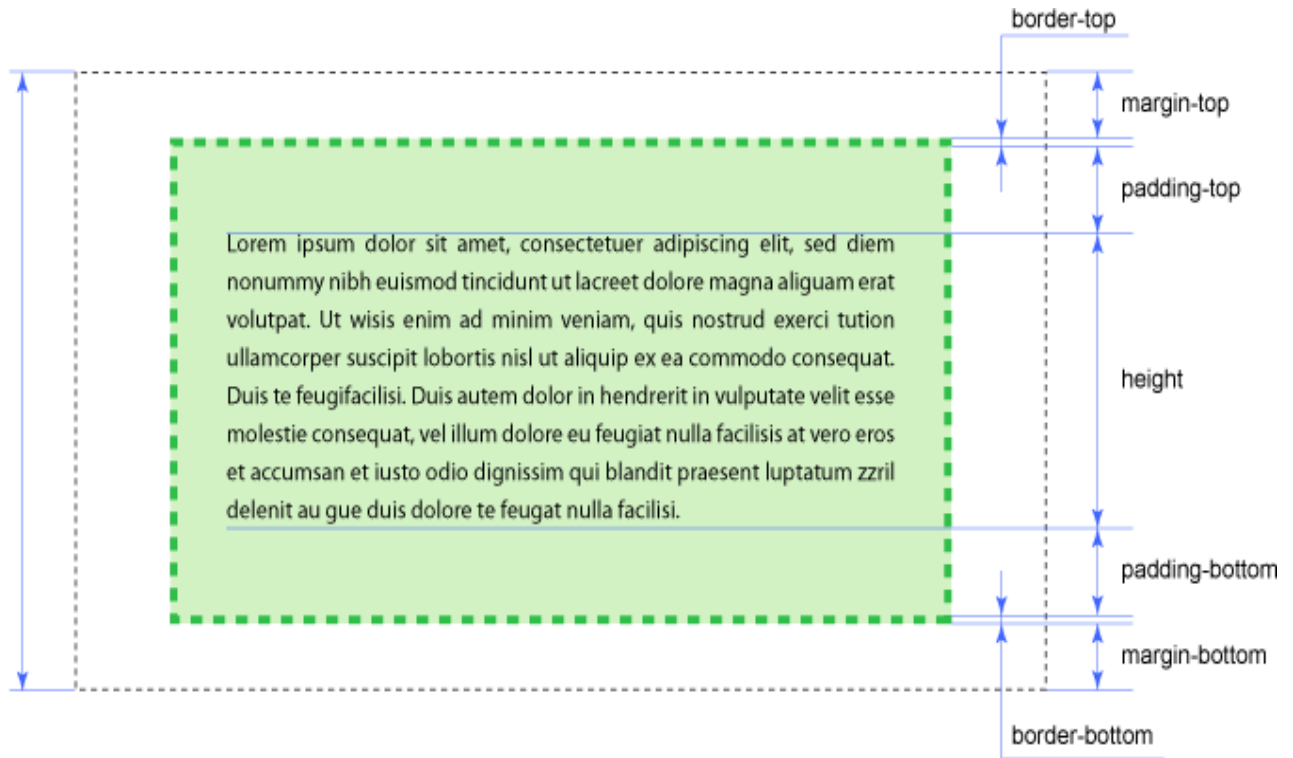 border-top
margin-top
padding-top
Lorem ipsum dolor sit amet, consectetuer adipiscing elit, sed diem
nonummy nibh euismod tincidunt ut lacreet dolore magna aliguam erat
volutpat. Ut wisis enim ad minim veniam, quis nostrud exerci tution
ullamcorper suscipit lobortis nisl ut aliquip ex ea commodo consequat.
Duis te feugifacilisi. Duis autem dolor in hendrerit in vulputate velit esse
molestie consequat, vel illum dolore eu feugiat nulla facilisis at vero eros
et accumsan et iusto odio dignissim qui blandit praesent luptatum zzril
delenit au gue duis dolore te feugat nulla facilisi.
height
padding-bottom
margin-bottom
border-bottom